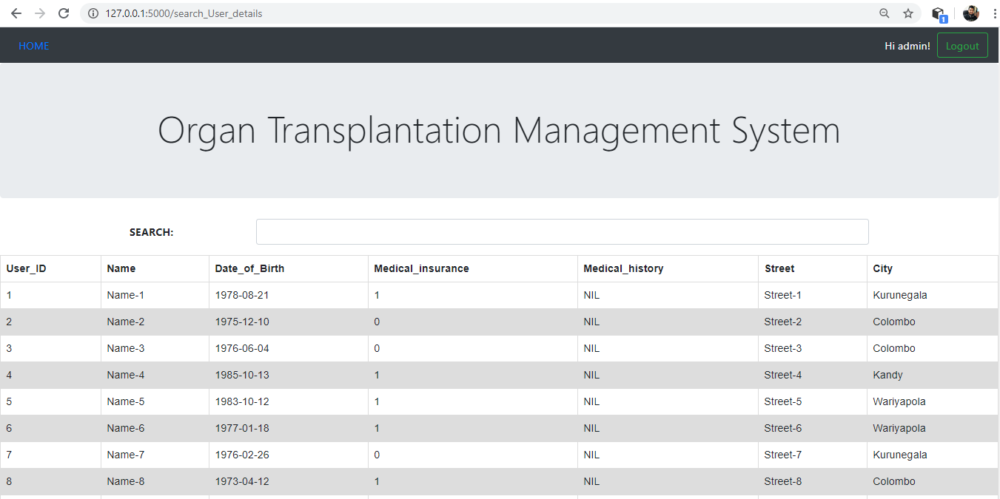 127.0.0.1:5000/search_User_details
1
HOME Hi admin! Logout
Organ Transplantation Management System
SEARCH:
User_ID Name Date_of_Birth Medical_insurance Medical_history Street City
1 Name-1 1978-08-21 1 NIL Street-1 Kurunegala
2 Name-2 1975-12-10 0 NIL Street-2 Colombo
3 Name-3 1976-06-04 0 NIL Street-3 Colombo
4 Name-4 1985-10-13 1 NIL Street-4 Kandy
5 Name-5 1983-10-12 1 NIL Street-5 Wariyapola
6 Name-6 1977-01-18 1 NIL Street-6 Wariyapola
7 Name-7 1976-02-26 0 NIL Street-7 Kurunegala
8 Name-8 1973-04-12 1 NIL Street-8 Colombo